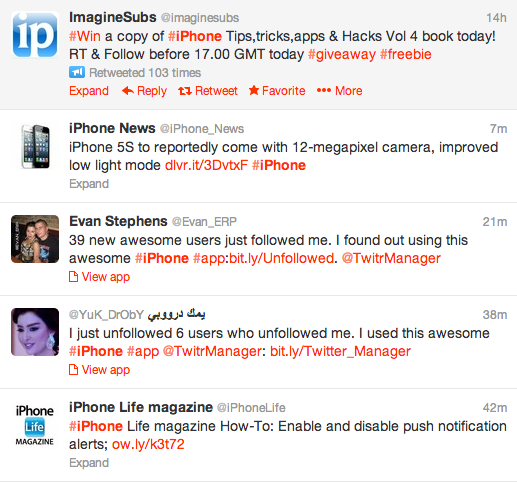 ip
ImagineSubs @imaginesubs 14h
#Win a copy of #iPhone Tips,tricks,apps & Hacks Vol 4 book today!
RT & Follow before 17.00 GMT today #giveaway #freebie
Retweeted 103 times
Expand Reply Retweet Favorite More
iPhone News @iPhone_News 7m
iPhone 5S to reportedly come with 12-megapixel camera, improved
low light mode dlvr.it/3DvtxF #iPhone
Expand
Evan Stephens @Evan_ERP 21m
39 new awesome users just followed me. I found out using this
awesome #iPhone #app:bit.ly/Unfollowed. @TwitrManager
View app
@YuK_DrObY يمك درووبي 38m
I just unfollowed 6 users who unfollowed me. I used this awesome
#iPhone #app @TwitrManager: bit.ly/Twitter_Manager
View app
iPhone
Life
MAGAZINE
iPhone Life magazine @iPhoneLife 42m
#iPhone Life magazine How-To: Enable and disable push notification
alerts; ow.ly/k3t72
Expand